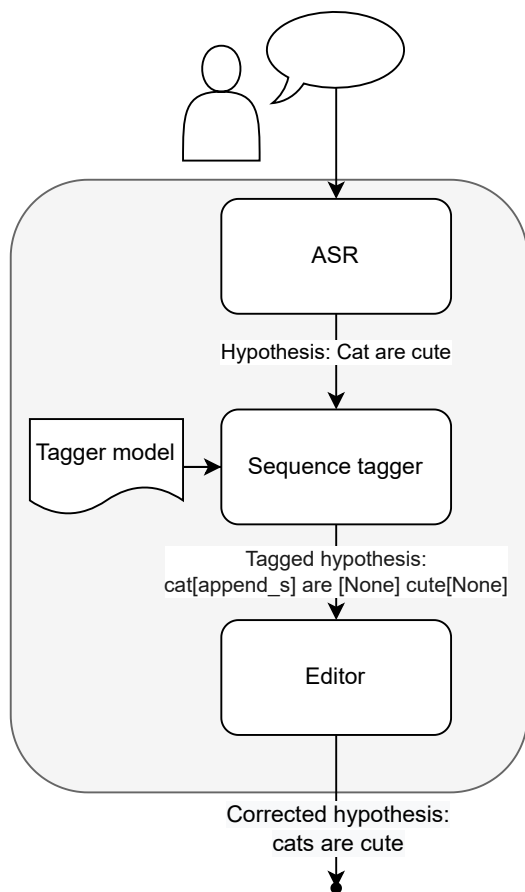 ASR
Hypothesis: Cat are cute
Tagger model
Sequence tagger
Tagged hypothesis:
cat[append_s] are [None] cute[None]
Editor
Corrected hypothesis:
cats are cute